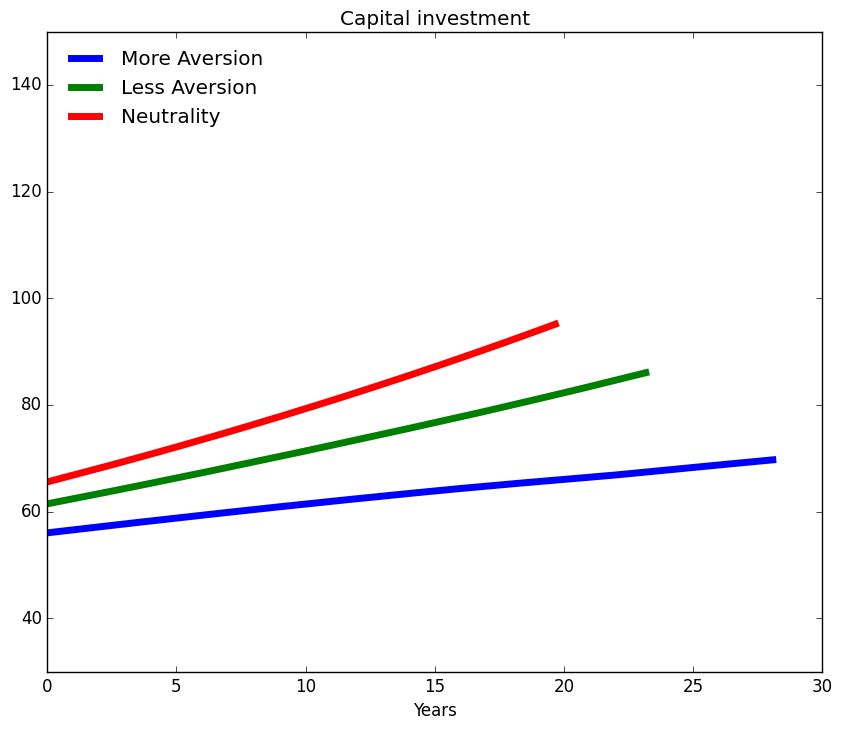 Capital investment
More Aversion
Less Aversion
Neutrality
140
120
100
80
60
40
0 5 10 15 20 25 30
Years